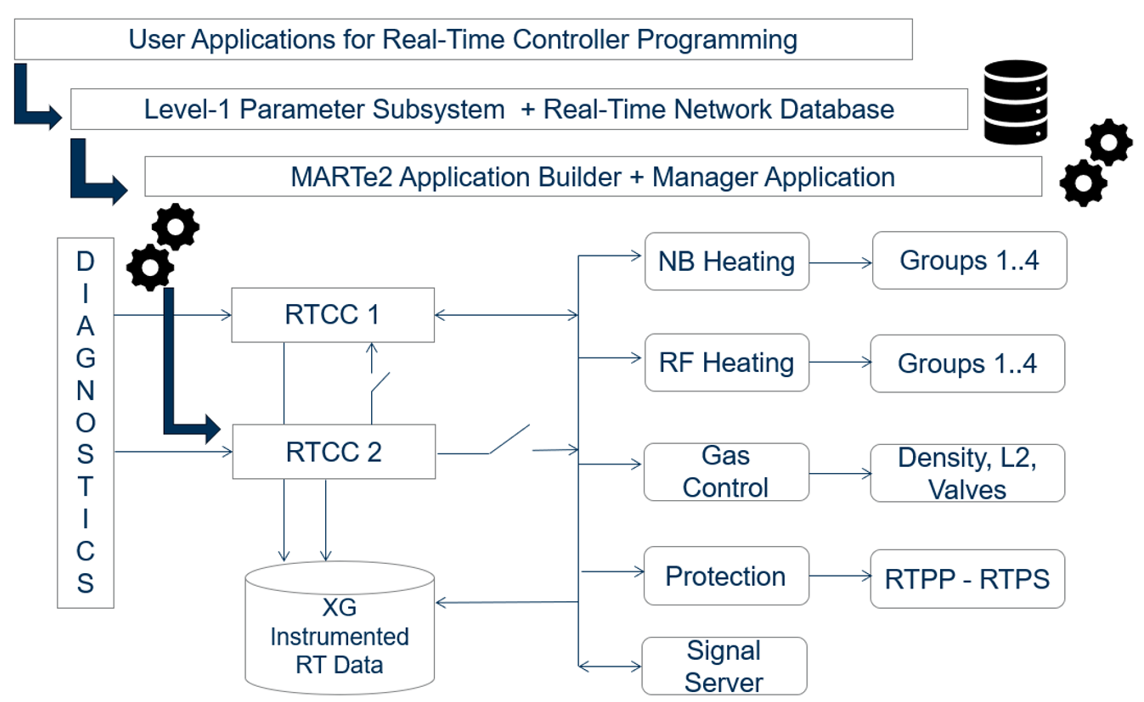 User Applications for Real-Time Controller Programming
Level-1 Parameter Subsystem + Real-Time Network Database
MARTe2 Application Builder + Manager Application
D
I
A
G
N
O
S
T
I
C
S
RTCC 1
RTCC 2
XG
Instrumented
RT Data
NB Heating
Groups 1..4
RF Heating
Groups 1..4
Gas
Control
Density, L2,
Valves
Protection
RTPP - RTPS
Signal
Server